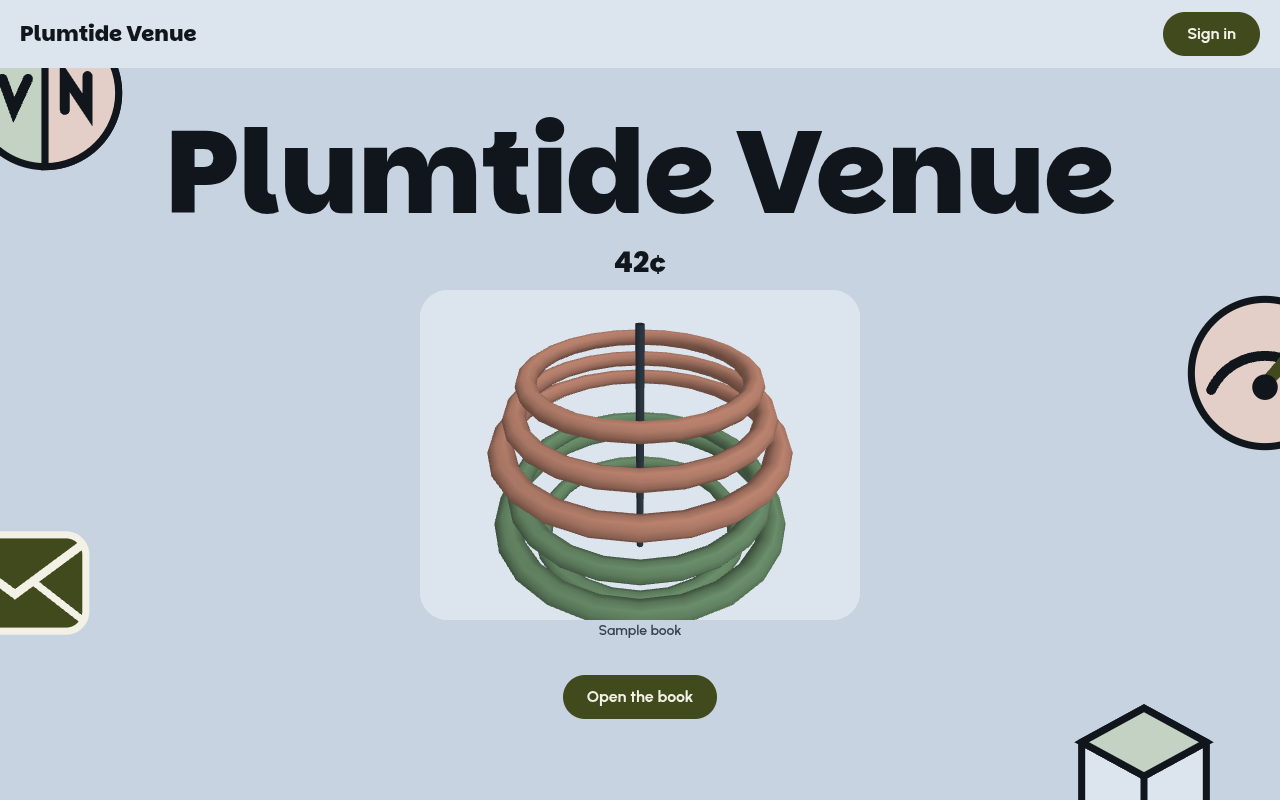 Plumtide Venue
Sign in
V N
Plumtide Venue
42¢
Sample book
Open the book